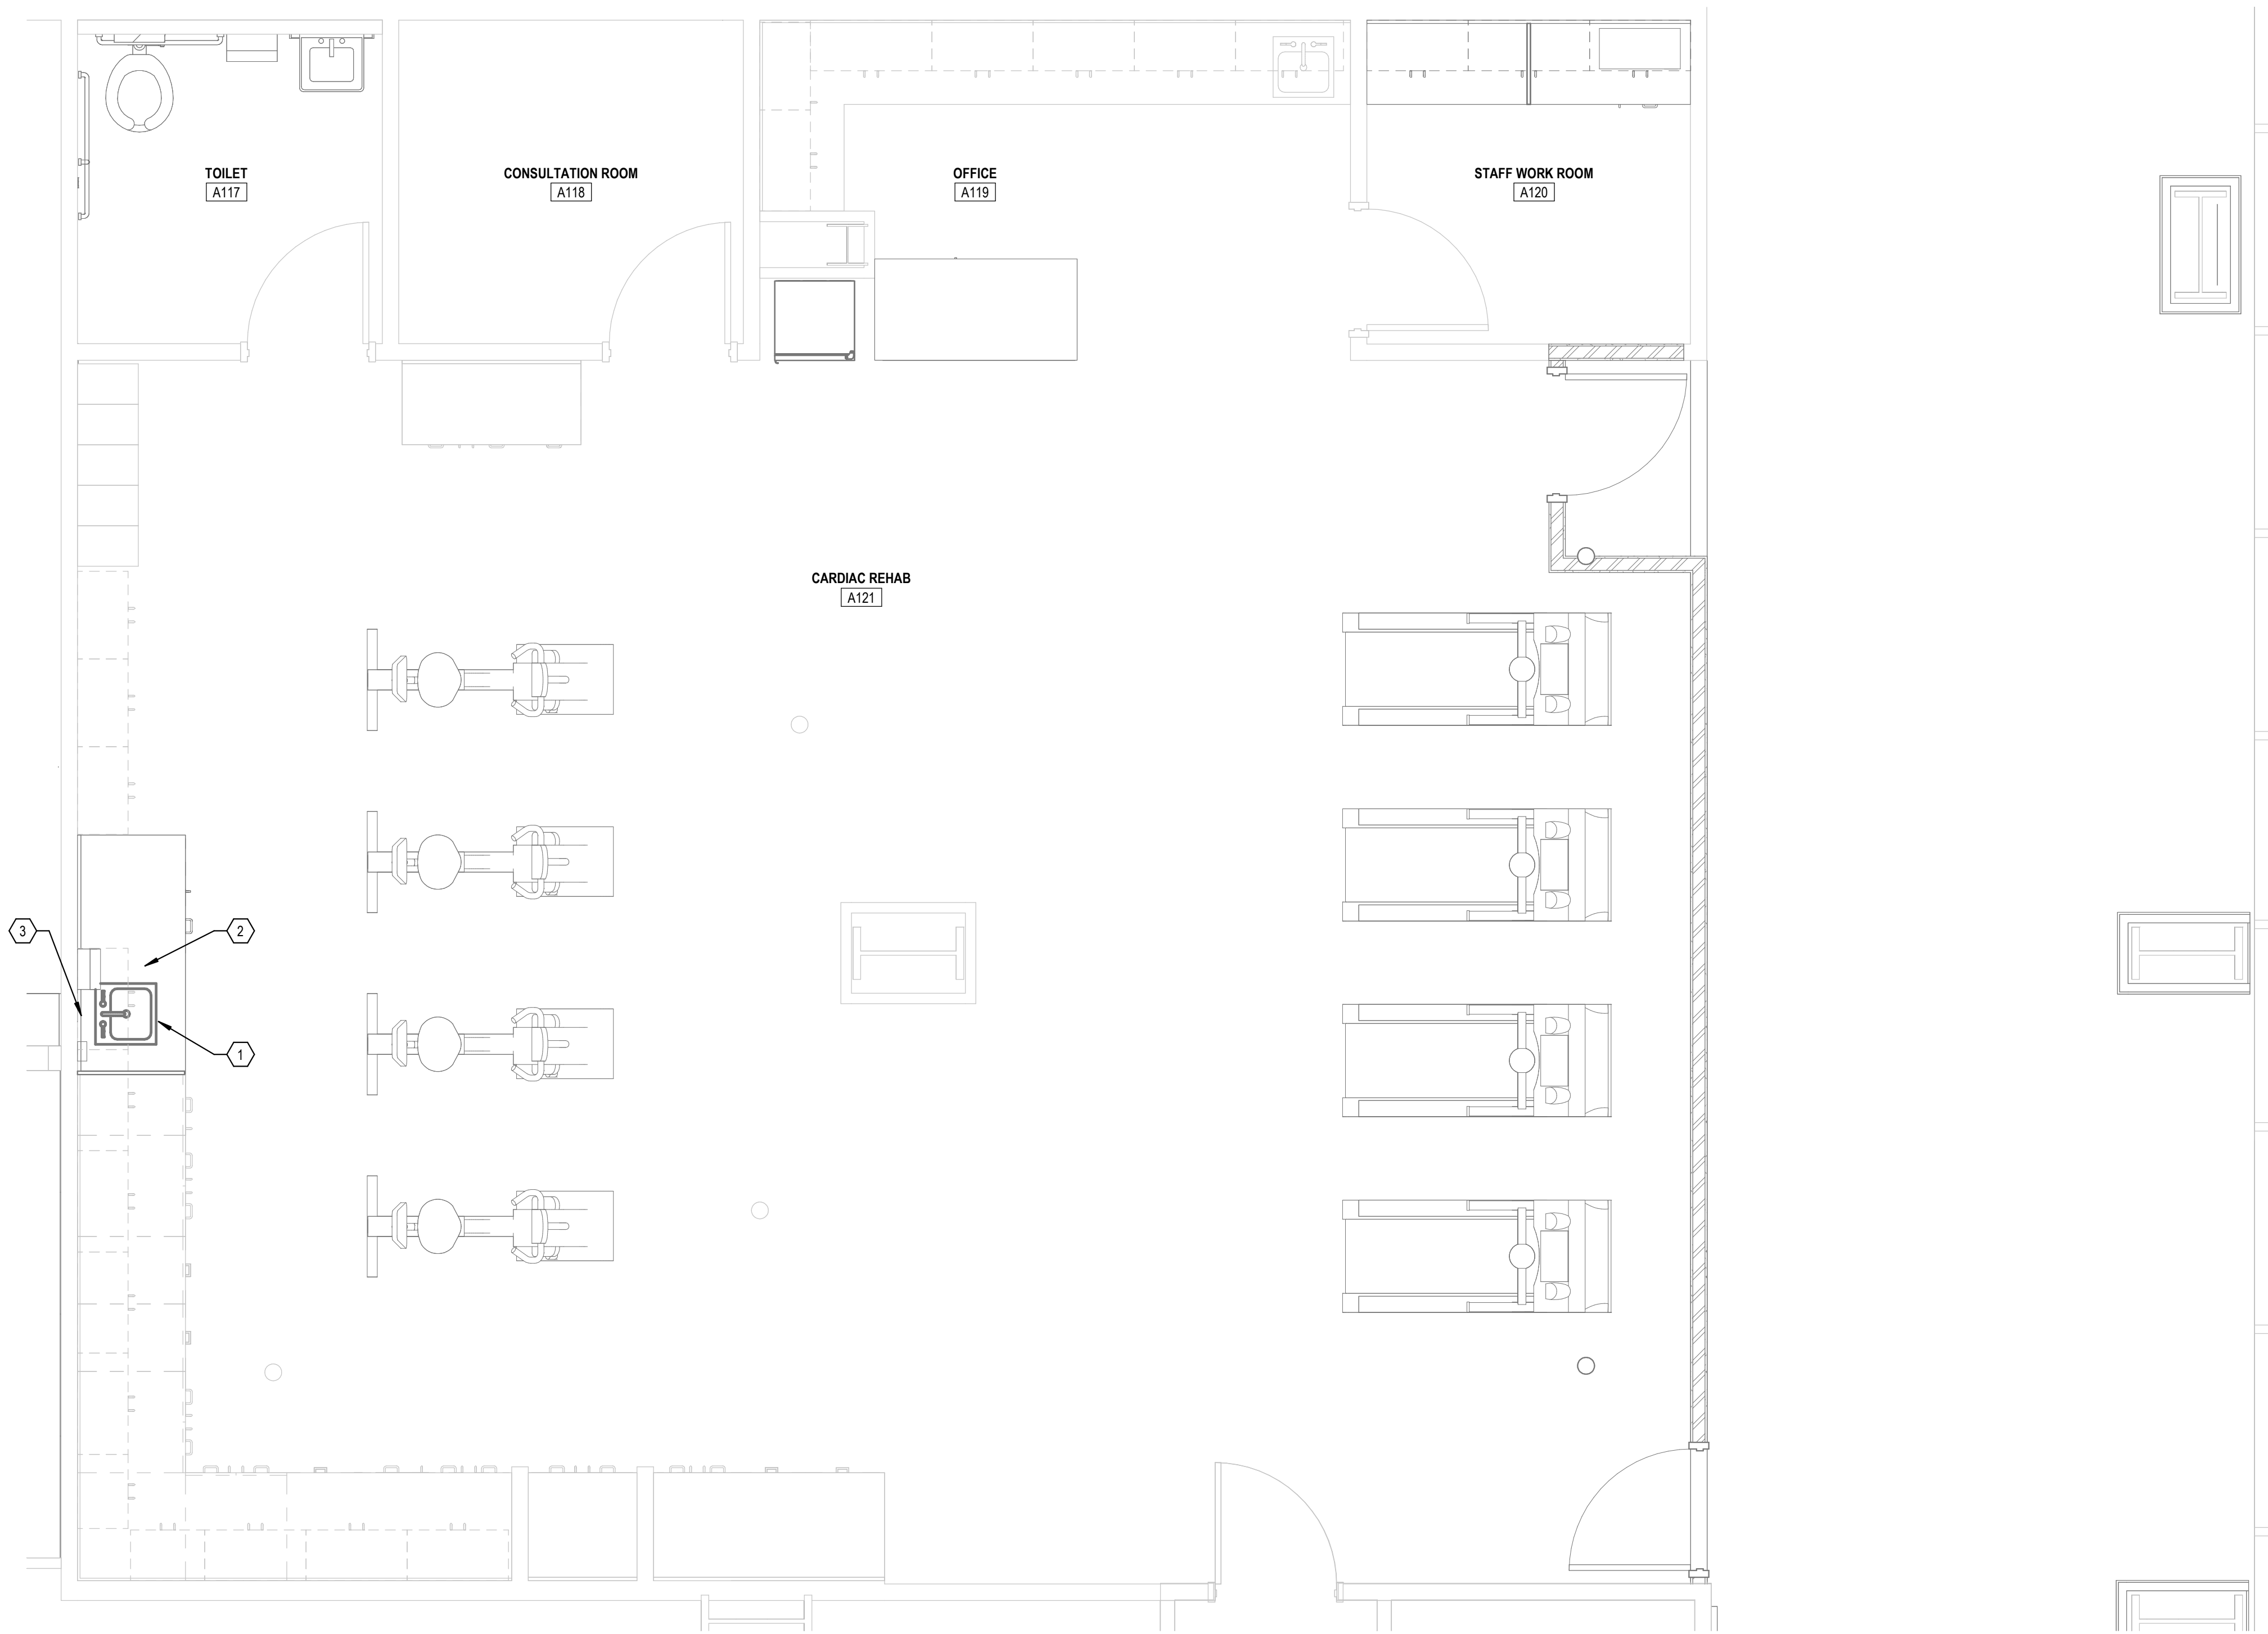 TOILET
A117
CONSULTATION ROOM
A118
OFFICE
A119
STAFF WORK ROOM
A120
CARDIAC REHAB
A121
3
2
1